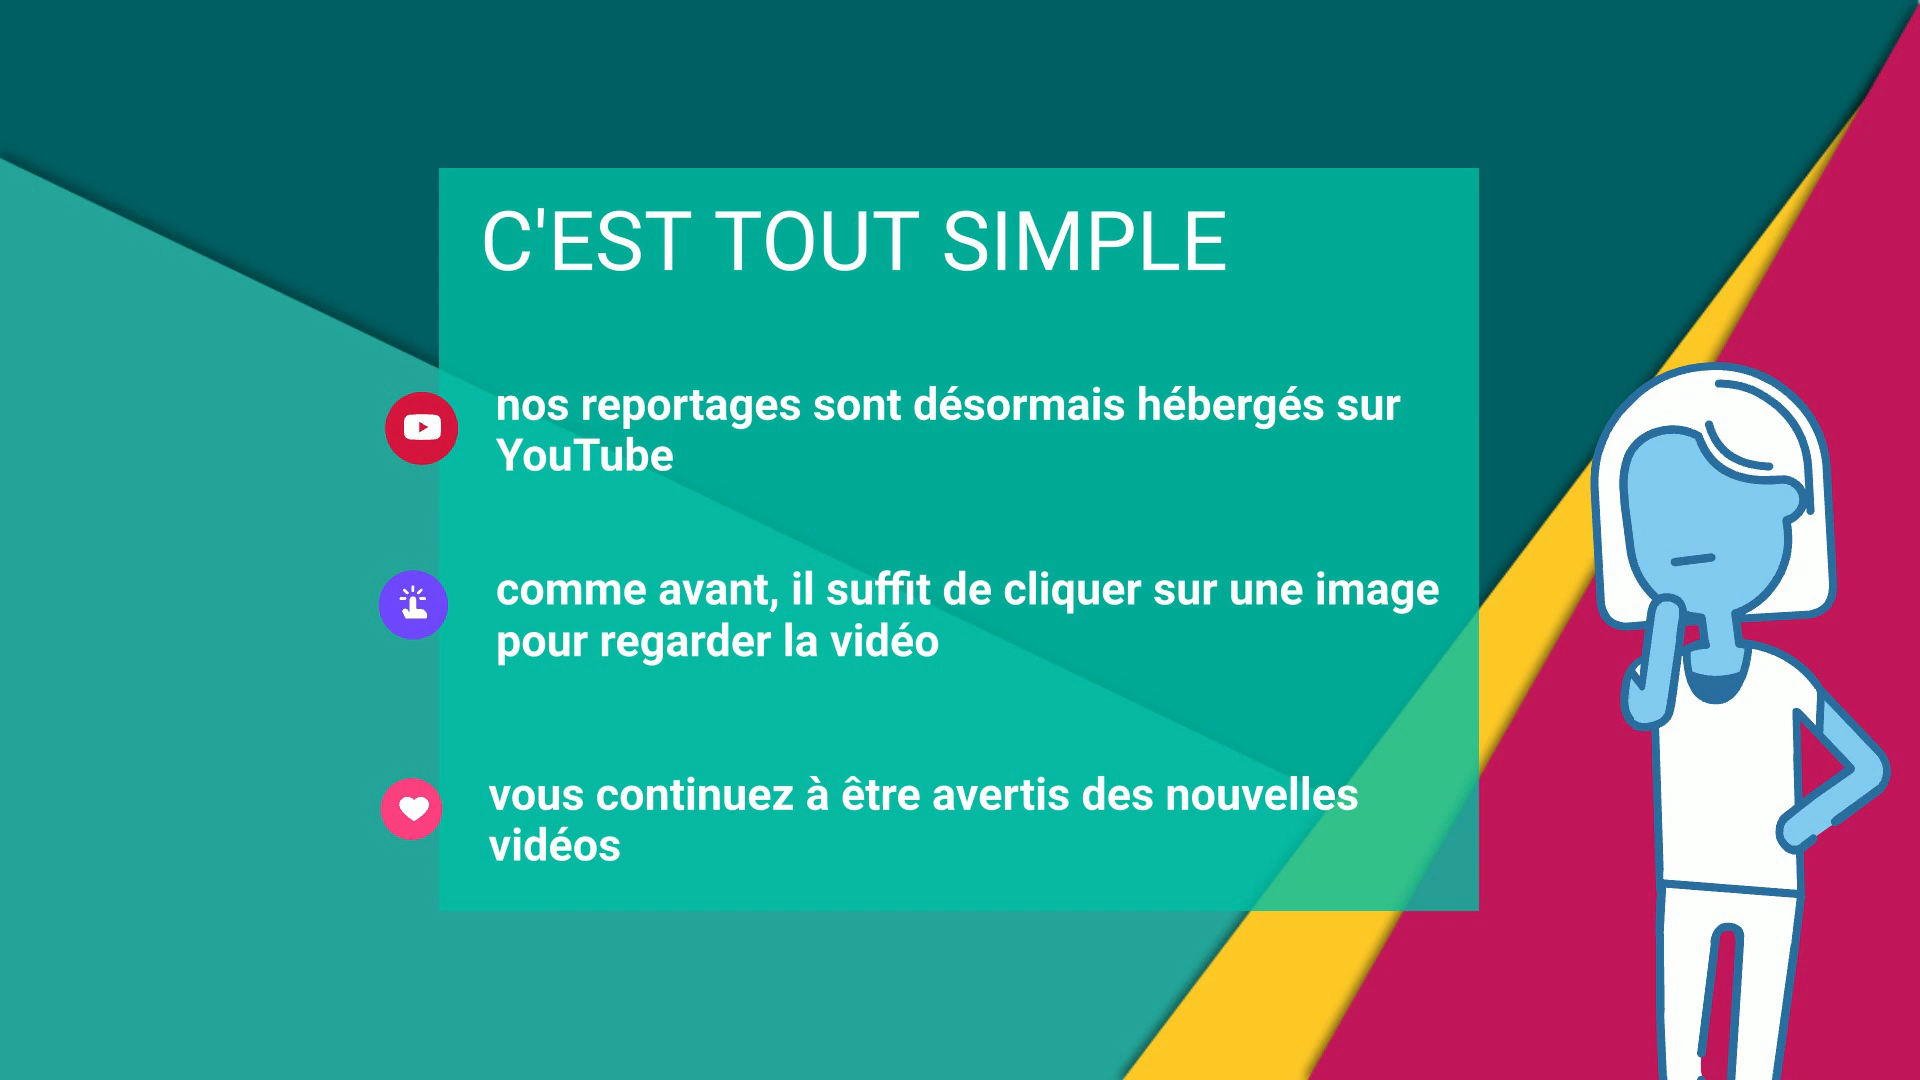 C'EST TOUT SIMPLE
nos reportages sont désormais hébergés sur
YouTube
comme avant, il suffit de cliquer sur une image
pour regarder la vidéo
vous continuez à être avertis des nouvelles
vidéos